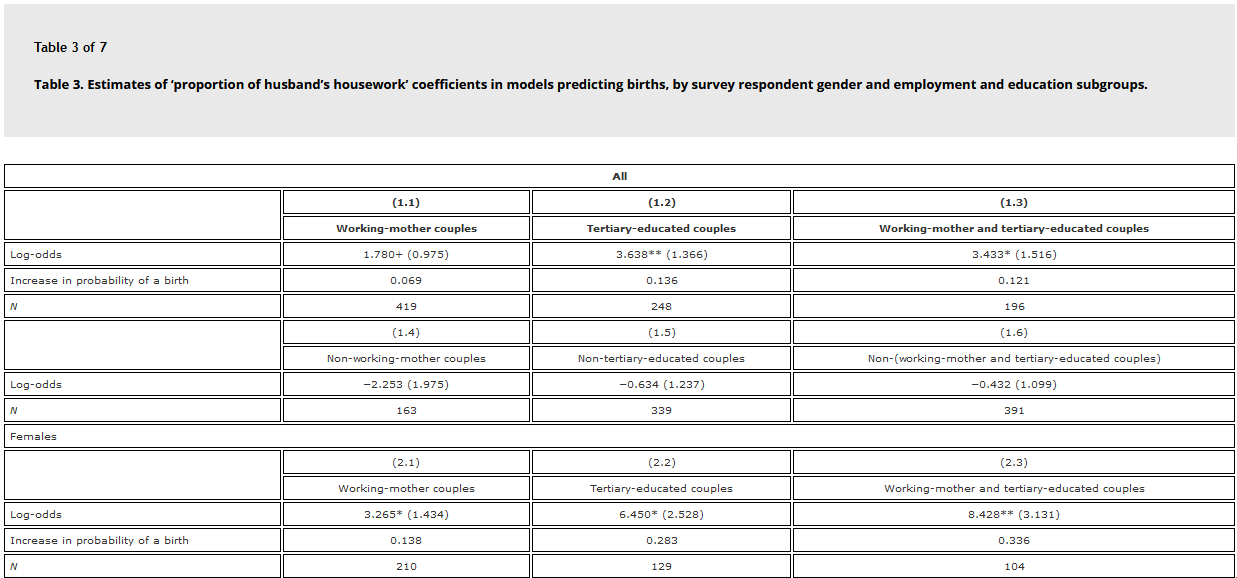 Table 3 of 7
Table 3. Estimates of ‘proportion of husband’s housework’ coefficients in models predicting births, by survey respondent gender and employment and education subgroups.
All
(1.1) (1.2) (1.3)
Working-mother couples Tertiary-educated couples Working-mother and tertiary-educated couples
Log-odds 1.780+ (0.975) 3.638** (1.366) 3.433* (1.516)
Increase in probability of a birth 0.069 0.136 0.121
N 419 248 196
(1.4) (1.5) (1.6)
Non-working-mother couples Non-tertiary-educated couples Non-(working-mother and tertiary-educated couples)
Log-odds −2.253 (1.975) −0.634 (1.237) −0.432 (1.099)
N 163 339 391
Females
(2.1) (2.2) (2.3)
Working-mother couples Tertiary-educated couples Working-mother and tertiary-educated couples
Log-odds 3.265* (1.434) 6.450* (2.528) 8.428** (3.131)
Increase in probability of a birth 0.138 0.283 0.336
N 210 129 104